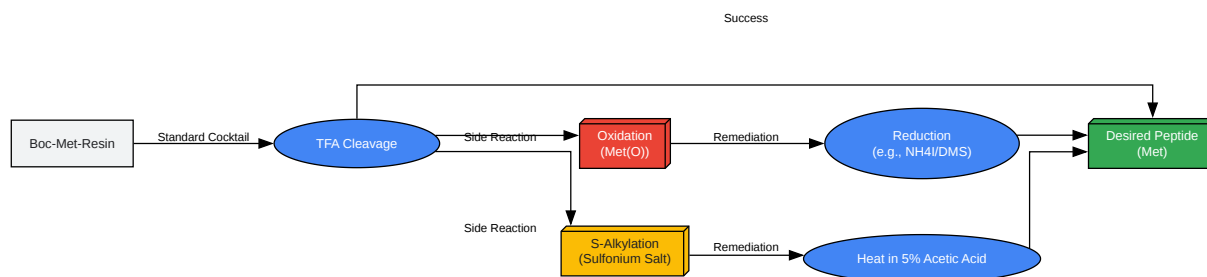 Success
Boc-Met-Resin
Standard Cocktail
TFA Cleavage
Side Reaction
Oxidation
(Met(O))
Remediation
Reduction
(e.g., NH4I/DMS)
Desired Peptide
(Met)
Side Reaction
S-Alkylation
(Sulfonium Salt)
Remediation
Heat in 5% Acetic Acid